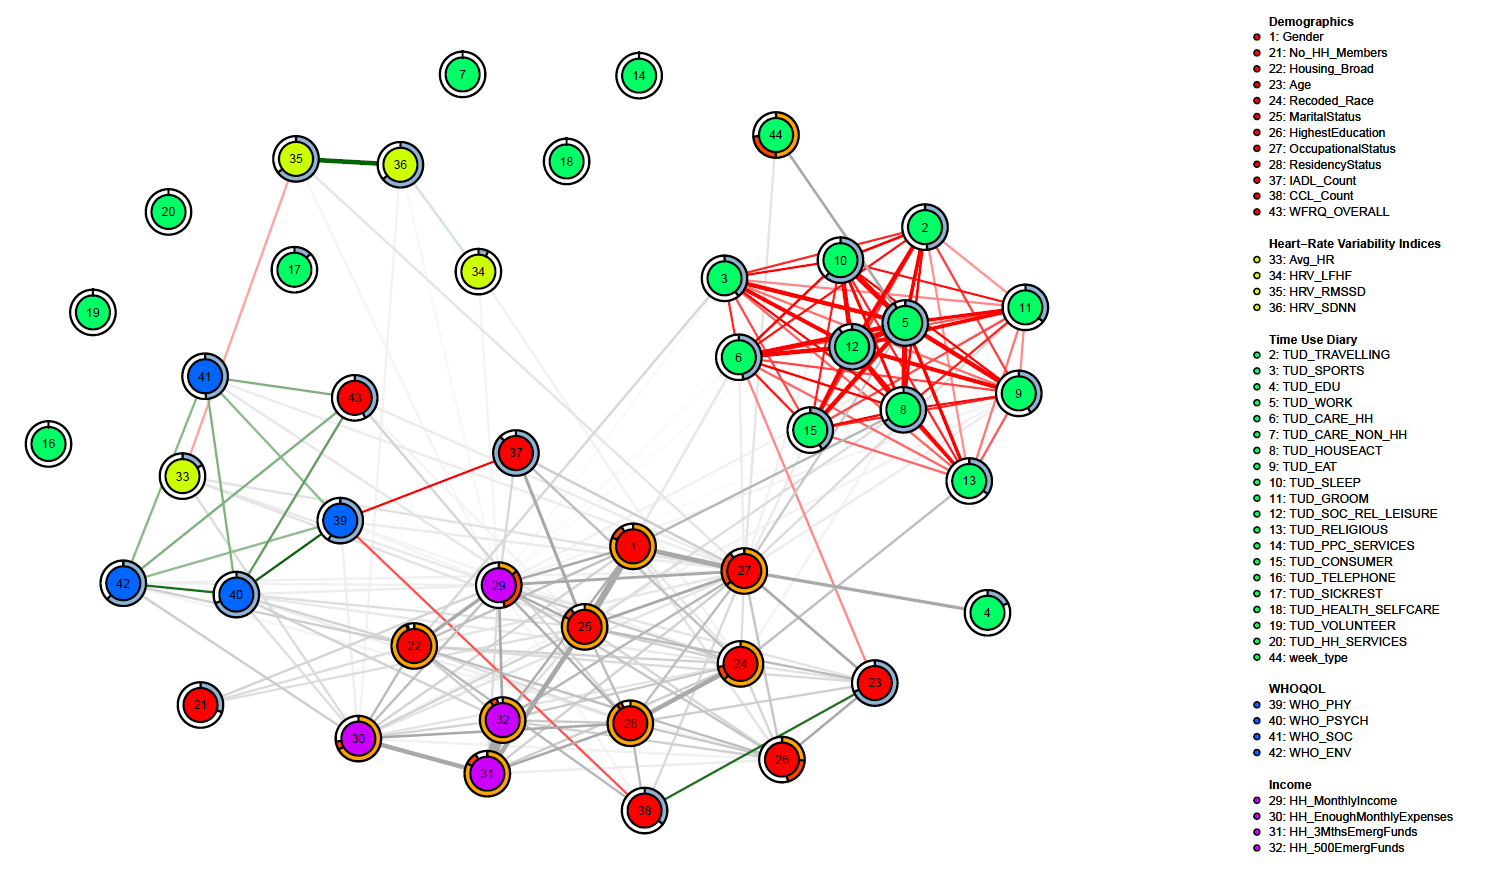 7
14
44
35
36
18
20
2
10
17
34
3
11
19
5
12
6
41
43
9
8
15
16
37
33
13
39
1
27
42
40
29
4
25
22
24
23
21
32
28
30
26
31
38
Demographics
1: Gender
21: No_HH_Members
22: Housing_Broad
23: Age
24: Recoded_Race
25: MaritalStatus
26: HighestEducation
27: OccupationalStatus
28: ResidencyStatus
37: IADL_Count
38: CCL_Count
43: WFRQ_OVERALL
Heart−Rate Variability Indices
33: Avg_HR
34: HRV_LFHF
35: HRV_RMSSD
36: HRV_SDNN
Time Use Diary
2: TUD_TRAVELLING
3: TUD_SPORTS
4: TUD_EDU
5: TUD_WORK
6: TUD_CARE_HH
7: TUD_CARE_NON_HH
8: TUD_HOUSEACT
9: TUD_EAT
10: TUD_SLEEP
11: TUD_GROOM
12: TUD_SOC_REL_LEISURE
13: TUD_RELIGIOUS
14: TUD_PPC_SERVICES
15: TUD_CONSUMER
16: TUD_TELEPHONE
17: TUD_SICKREST
18: TUD_HEALTH_SELFCARE
19: TUD_VOLUNTEER
20: TUD_HH_SERVICES
44: week_type
WHOQOL
39: WHO_PHY
40: WHO_PSYCH
41: WHO_SOC
42: WHO_ENV
Income
29: HH_MonthlyIncome
30: HH_EnoughMonthlyExpenses
31: HH_3MthsEmergFunds
32: HH_500EmergFunds